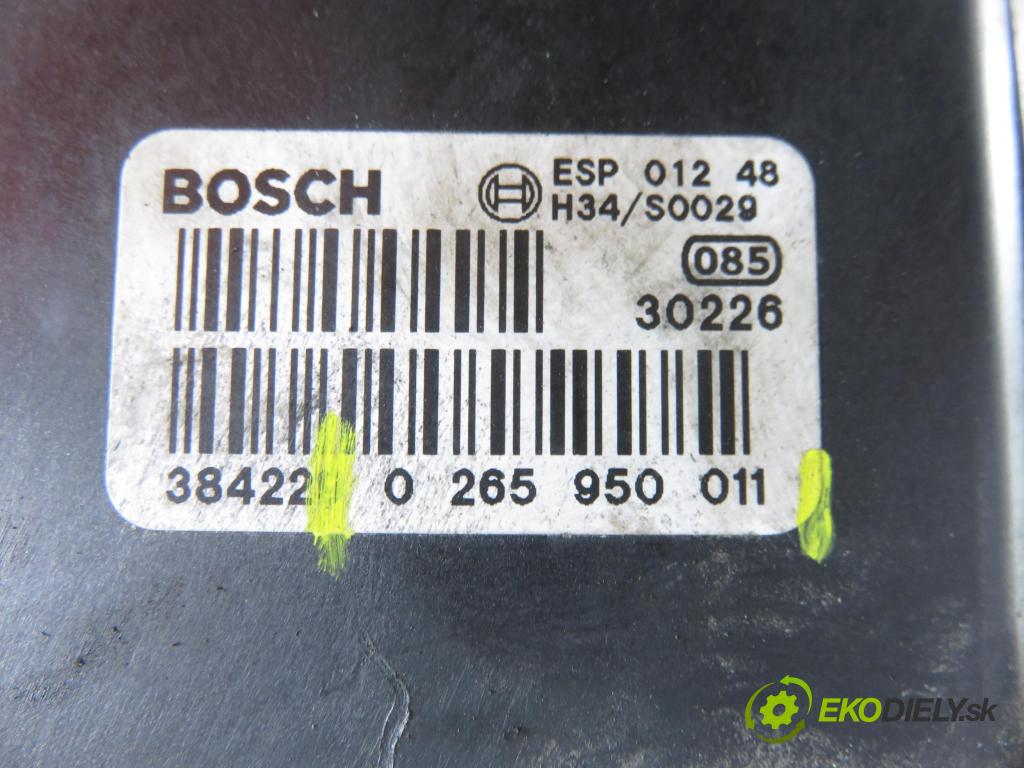 BOSCH
ESP 012 48
H34/S0029
085
30226
38422 0 265 950 011
EKODIELY.sk